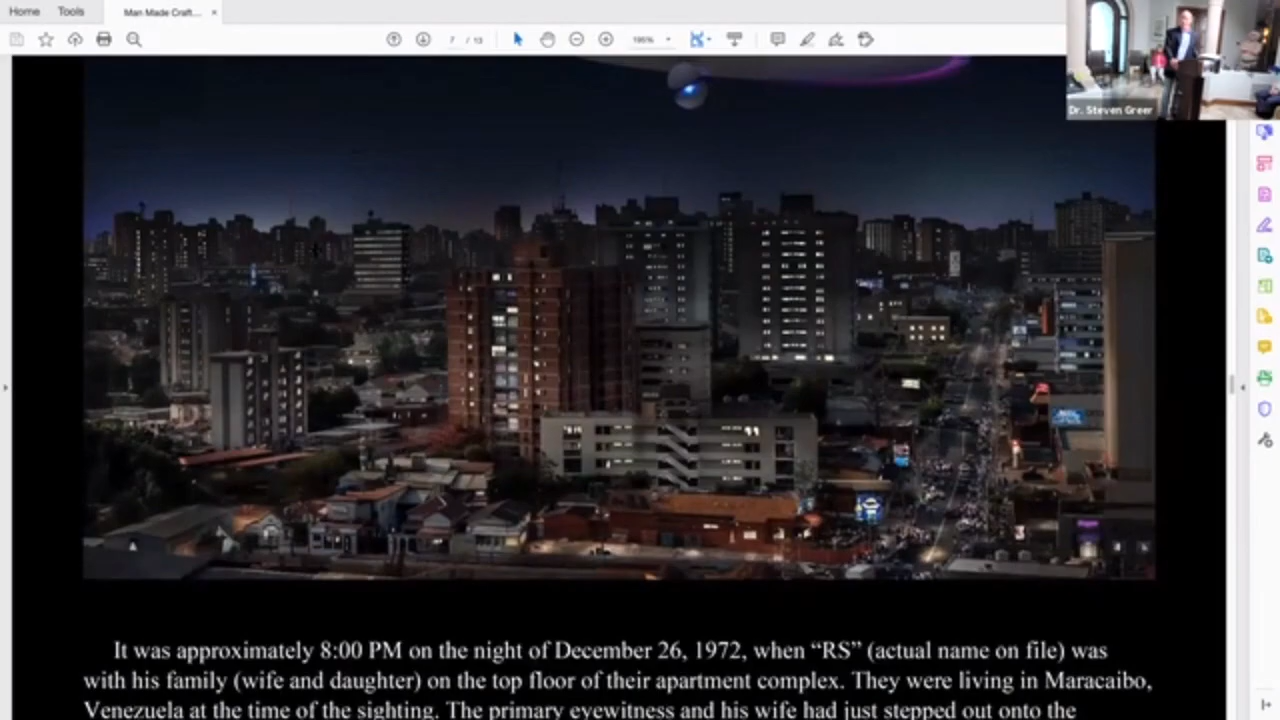 Home Tools Man Made Craft... ×
7 / 13 195%
Dr. Steven Greer
It was approximately 8:00 PM on the night of December 26, 1972, when “RS” (actual name on file) was
with his family (wife and daughter) on the top floor of their apartment complex. They were living in Maracaibo,
Venezuela at the time of the sighting. The primary eyewitness and his wife had just stepped out onto the